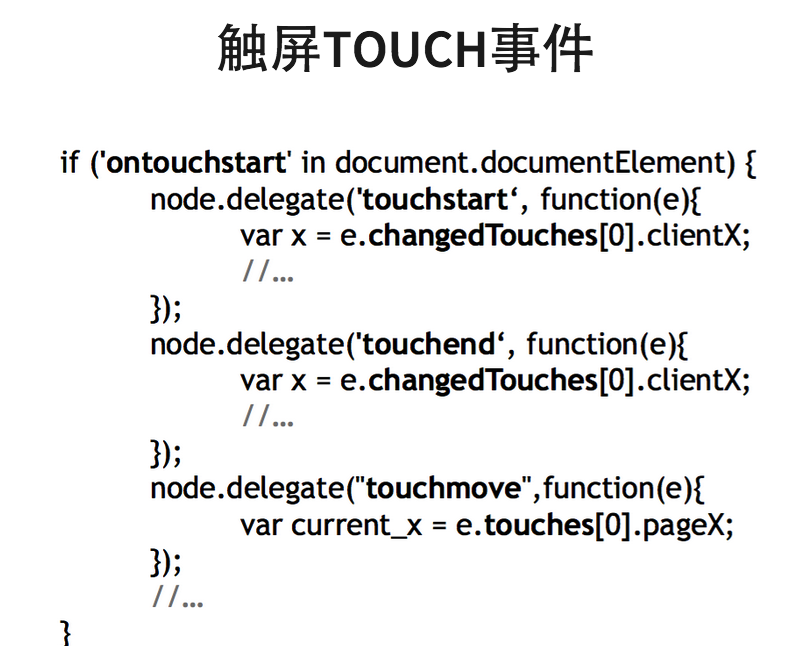 触屏TOUCH事件
if ('ontouchstart' in document.documentElement) {
node.delegate('touchstart‘, function(e){
var x = e.changedTouches[0].clientX;
//…
});
node.delegate('touchend‘, function(e){
var x = e.changedTouches[0].clientX;
//…
});
node.delegate("touchmove",function(e){
var current_x = e.touches[0].pageX;
});
//…
}